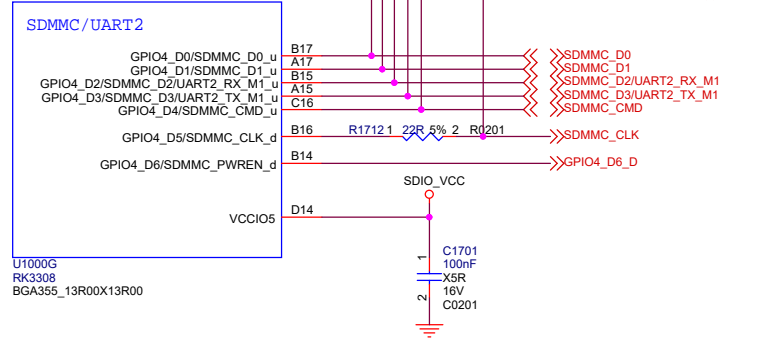 SDMMC/UART2
GPIO4_D0/SDMMC_D0_u B17 SDMMC_D0
GPIO4_D1/SDMMC_D1_u A17 SDMMC_D1
GPIO4_D2/SDMMC_D2/UART2_RX_M1_u B15 SDMMC_D2/UART2_RX_M1
GPIO4_D3/SDMMC_D3/UART2_TX_M1_u A15 SDMMC_D3/UART2_TX_M1
GPIO4_D4/SDMMC_CMD_u C16 SDMMC_CMD
GPIO4_D5/SDMMC_CLK_d B16 R1712 1 22R 5% 2 R0201 SDMMC_CLK
GPIO4_D6/SDMMC_PWREN_d B14 GPIO4_D6_D
SDIO_VCC
VCCIO5 D14
1
C1701
100nF
X5R
16V
2
C0201
U1000G
RK3308
BGA355_13R00X13R00